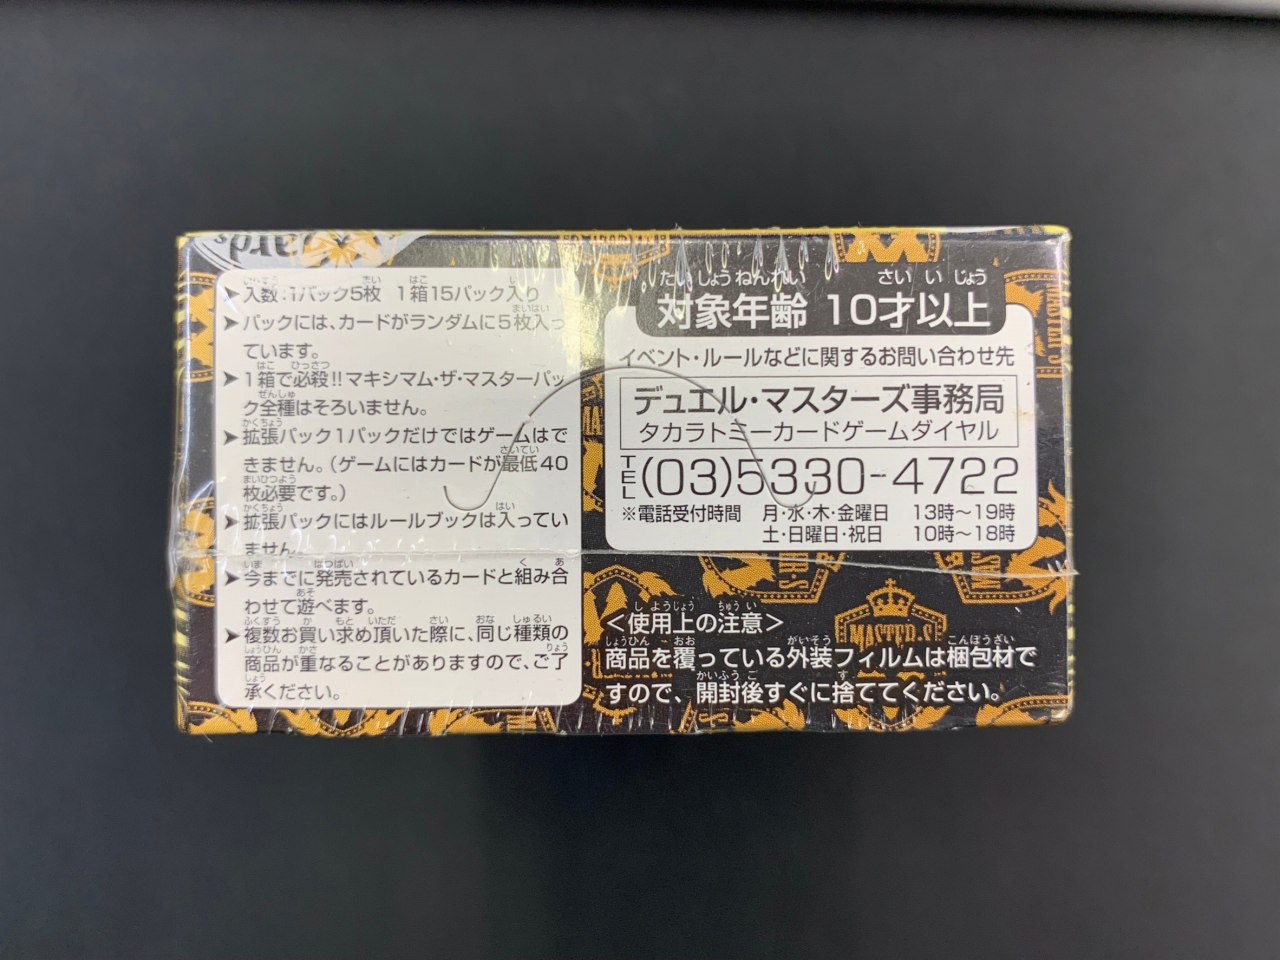 ▶入数:1パック5枚 1箱15パック入り
▶パックには、カードがランダムに5枚入っ
ています。
▶1箱で必殺!!マキシマム・ザ・マスターパッ
ク全種はそろいません。
▶拡張パック1パックだけではゲームはで
きません。(ゲームにはカードが最低40
枚必要です。)
▶拡張パックにはルールブックは入ってい
ません。
▶今までに発売されているカードと組み合
わせて遊べます。
▶複数お買い求め頂いた際に、同じ種類の
商品が重なることがありますので、ご了
承ください。
たいしょうねんれい さいいじょう
対象年齢 10才以上
イベント・ルールなどに関するお問い合わせ先
デュエル・マスターズ事務局
タカラトミーカードゲームダイヤル
TEL(03)5330-4722
※電話受付時間 月・水・木・金曜日 13時〜19時
土・日曜日・祝日 10時〜18時
<使用上の注意>
商品を覆っている外装フィルムは梱包材で
すので、開封後すぐに捨ててください。
MASTER・S